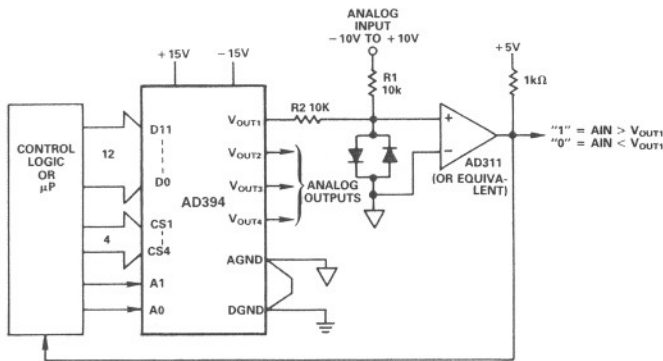 ANALOG
INPUT
−10V TO +10V
+5V
+15V
−15V
R1
10k
1kΩ
R2 10K
CONTROL
LOGIC
OR
μP
12
4
D11
D0
CS1
CS4
A1
A0
AD394
VOUT1
VOUT2
VOUT3
VOUT4
AGND
DGND
ANALOG
OUTPUTS
+
−
AD311
(OR EQUIVA-
LENT)
"1" = AIN > VOUT1
"0" = AIN < VOUT1